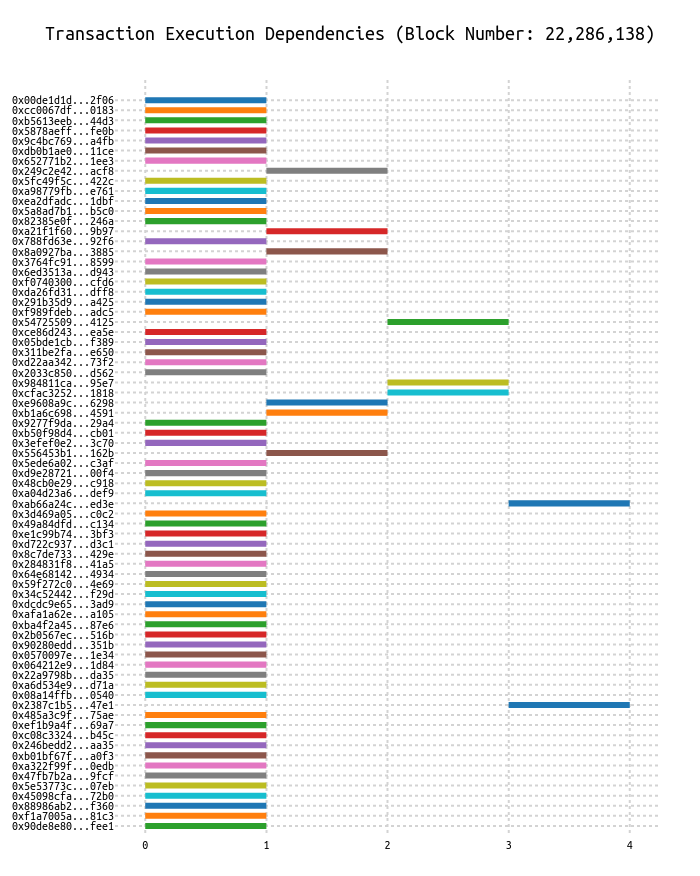 Transaction Execution Dependencies (Block Number: 22,286,138)
0x00de1d1d...2f06
0xcc0067df...0183
0xb5613eeb...44d3
0x5878aeff...fe0b
0x9c4bc769...a4fb
0xdb0b1ae0...11ce
0x652771b2...1ee3
0x249c2e42...acf8
0x5fc49f5c...422c
0xa98779fb...e761
0xea2dfadc...1dbf
0x5a8ad7b1...b5c0
0x82385e0f...246a
0xa21f1f60...9b97
0x788fd63e...92f6
0x8a0927ba...3885
0x3764fc91...8599
0x6ed3513a...d943
0xf0740300...cfd6
0xda26fd31...dff8
0x291b35d9...a425
0xf989fdeb...adc5
0x54725509...4125
0xce86d243...ea5e
0x05bde1cb...f389
0x311be2fa...e650
0xd22aa342...73f2
0x2033c850...d562
0x984811ca...95e7
0xcfac3252...1818
0xe9608a9c...6298
0xb1a6c698...4591
0x9277f9da...29a4
0xb50f98d4...cb01
0x3efef0e2...3c70
0x556453b1...162b
0x5ede6a02...c3af
0xd9e28721...00f4
0x48cb0e29...c918
0xa04d23a6...def9
0xab66a24c...ed3e
0x3d469a05...c0c2
0x49a84dfd...c134
0xe1c99b74...3bf3
0xd722c937...d3c1
0x8c7de733...429e
0x284831f8...41a5
0x64e68142...4934
0x59f272c0...4e69
0x34c52442...f29d
0xdcdc9e65...3ad9
0xafa1a62e...a105
0xba4f2a45...87e6
0x2b0567ec...516b
0x90280edd...351b
0x0570097e...1e34
0x064212e9...1d84
0x22a9798b...da35
0xa6d534e9...d71a
0x08a14ffb...0540
0x2387c1b5...47e1
0x485a3c9f...75ae
0xef1b9a4f...69a7
0xc08c3324...b45c
0x246bedd2...aa35
0xb01bf67f...a0f3
0xa322f99f...0edb
0x47fb7b2a...9fcf
0x5e53773c...07eb
0x45098cfa...72b0
0x88986ab2...f360
0xf1a7005a...81c3
0x90de8e80...fee1
0 1 2 3 4